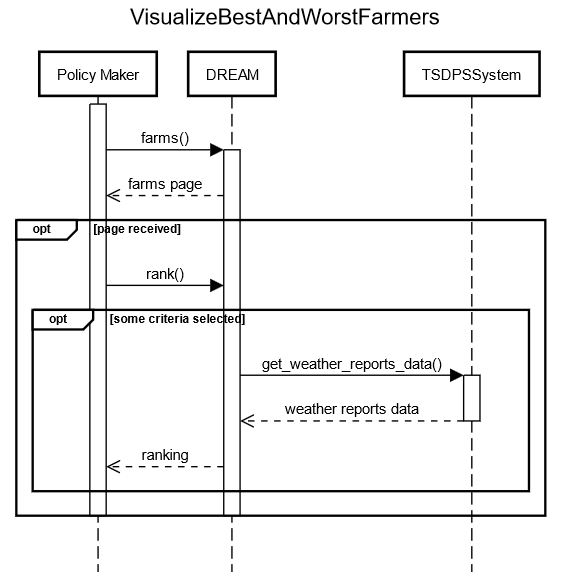 VisualizeBestAndWorstFarmers
Policy Maker
DREAM
TSDPSSystem
farms()
farms page
opt
[page received]
rank()
opt
[some criteria selected]
get_weather_reports_data()
weather reports data
ranking